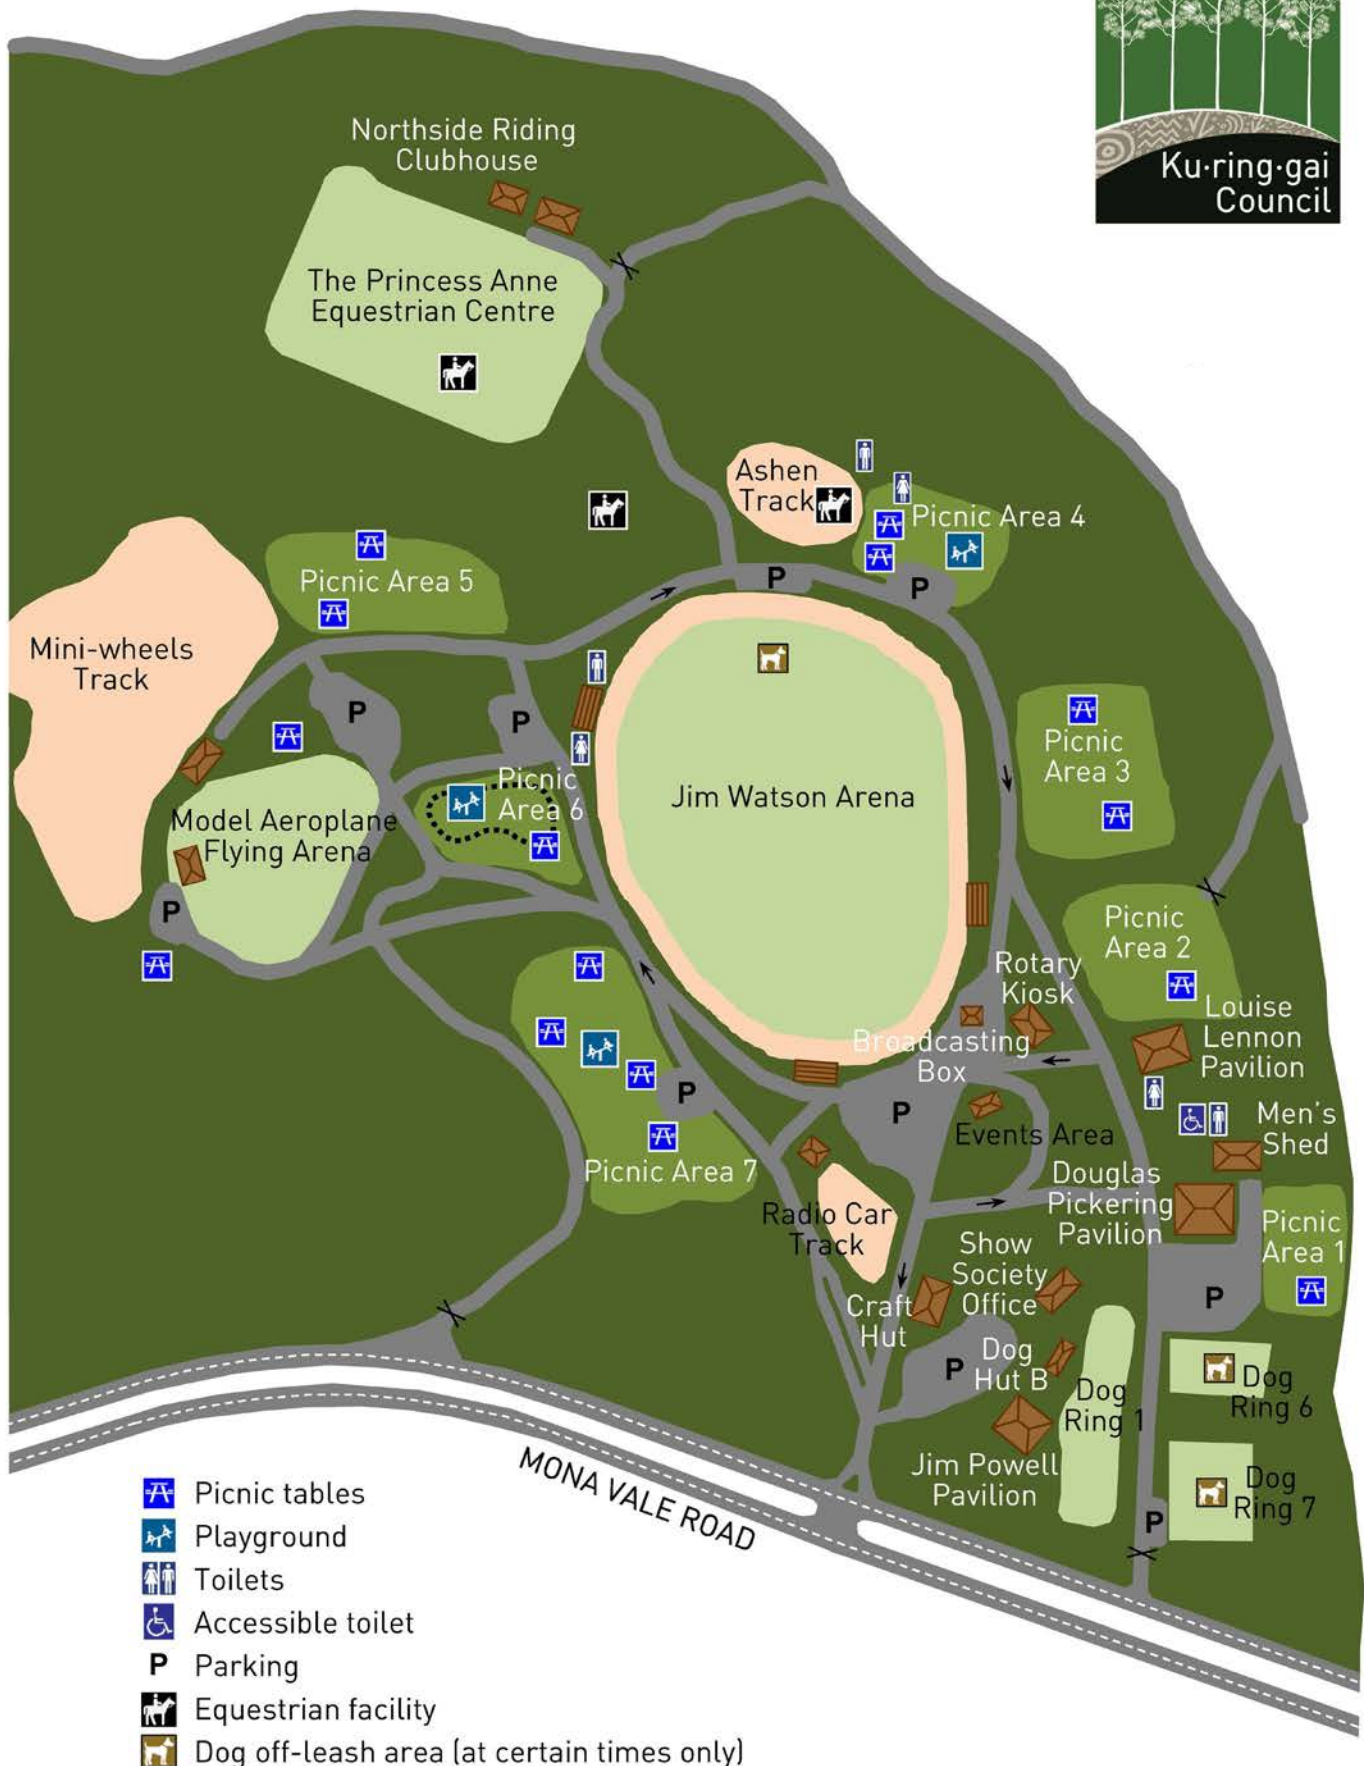 Ku·ring·gai
Council
Northside Riding
Clubhouse
The Princess Anne
Equestrian Centre
Ashen
Track
Picnic Area 4
Picnic Area 5
P
P
Mini-wheels
Track
P
P
Picnic
Area 3
Picnic
Area 6
Jim Watson Arena
Model Aeroplane
Flying Arena
P
Picnic
Area 2
Rotary
Kiosk
Louise
Lennon
Pavilion
Broadcasting
Box
P
P
Events Area
Men's
Shed
Picnic Area 7
Douglas
Pickering
Pavilion
Radio Car
Track
Picnic
Area 1
Show
Society
Office
P
Craft
Hut
P
Dog
Hut B
Dog
Ring 1
Dog
Ring 6
Jim Powell
Pavilion
Dog
Ring 7
P
MONA VALE ROAD
Picnic tables
Playground
Toilets
Accessible toilet
P Parking
Equestrian facility
Dog off-leash area (at certain times only)